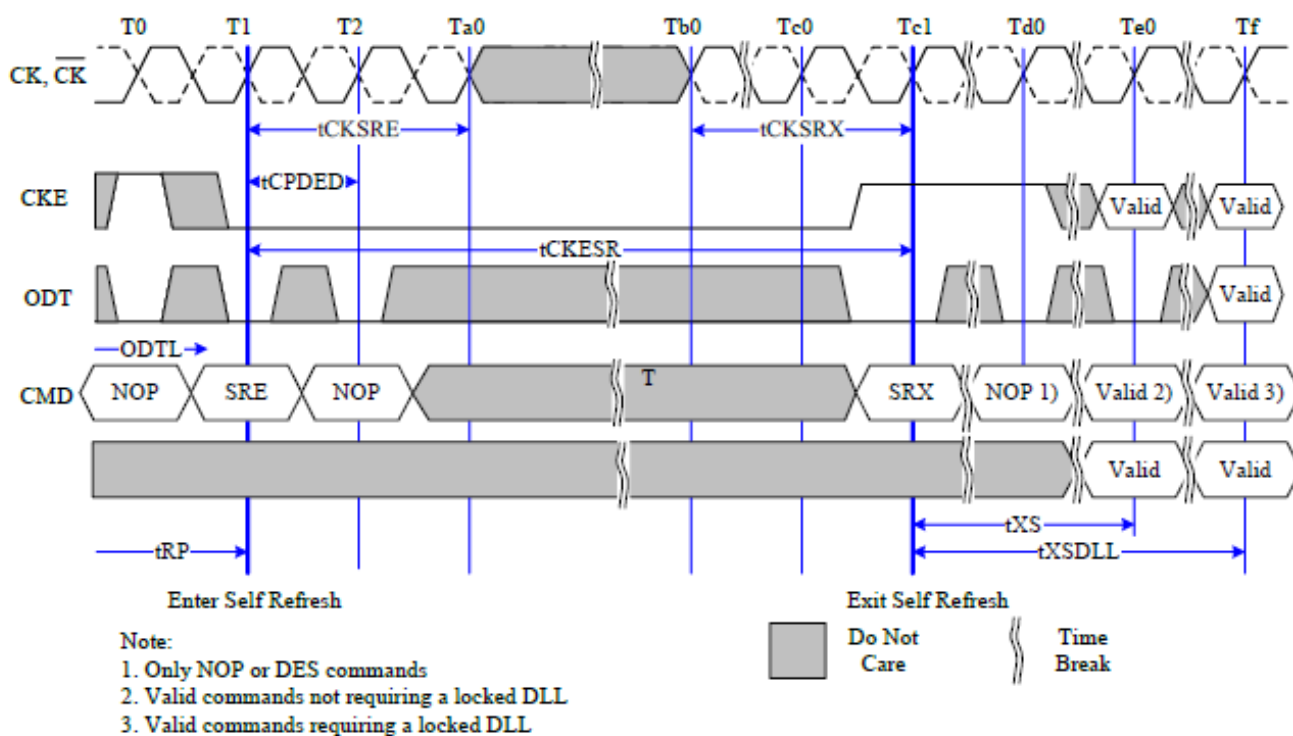 T0 T1 T2 Ta0 Tb0 Tc0 Tc1 Td0 Te0 Tf
CK, CK
tCKSRE tCKSRX
tCPDED
CKE Valid Valid
tCKESR
ODT Valid
ODTL
T
CMD NOP SRE NOP SRX NOP 1) Valid 2) Valid 3)
Valid Valid
tXS
tRP tXSDLL
Enter Self Refresh Exit Self Refresh
Do Not Care Time Break
Note:
1. Only NOP or DES commands
2. Valid commands not requiring a locked DLL
3. Valid commands requiring a locked DLL